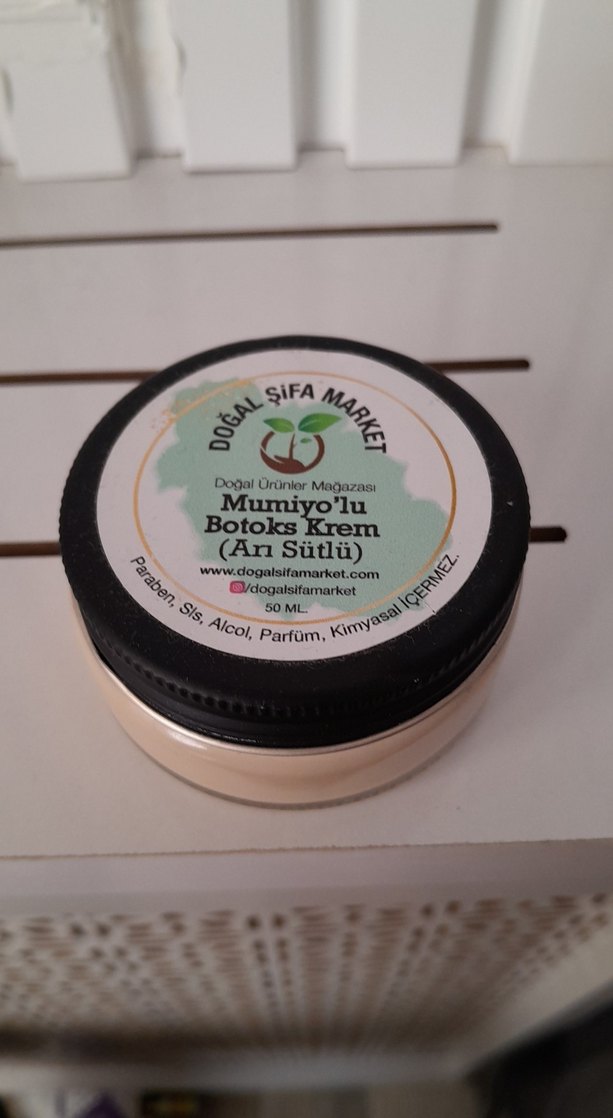 DOĞAL ŞİFA MARKET
Doğal Ürünler Mağazası
Mumiyo'lu
Botoks Krem
(Arı Sütlü)
www.dogalsifamarket.com
/dogalsifamarket
50 ML.
Paraben, Sls, Alcol, Parfüm, Kimyasal İÇERMEZ.